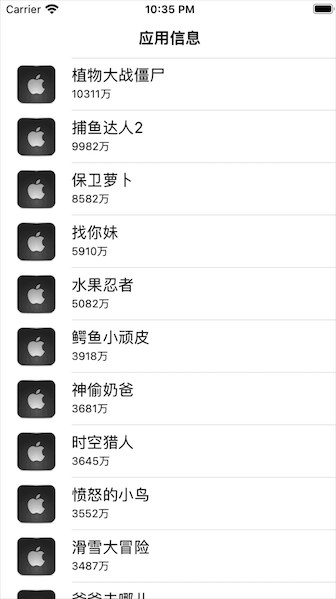 Carrier 10:35 PM
应用信息
植物大战僵尸
10311万
捕鱼达人2
9982万
保卫萝卜
8582万
找你妹
5910万
水果忍者
5082万
鳄鱼小顽皮
3918万
神偷奶爸
3681万
时空猎人
3645万
愤怒的小鸟
3552万
滑雪大冒险
3487万